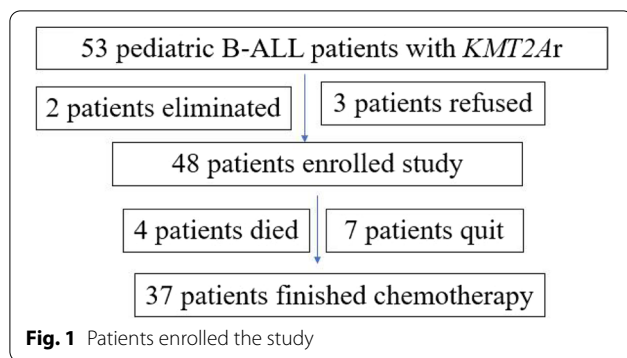 53 pediatric B-ALL patients with KMT2Ar
2 patients eliminated
3 patients refused
48 patients enrolled study
4 patients died
7 patients quit
37 patients finished chemotherapy
Fig. 1 Patients enrolled the study